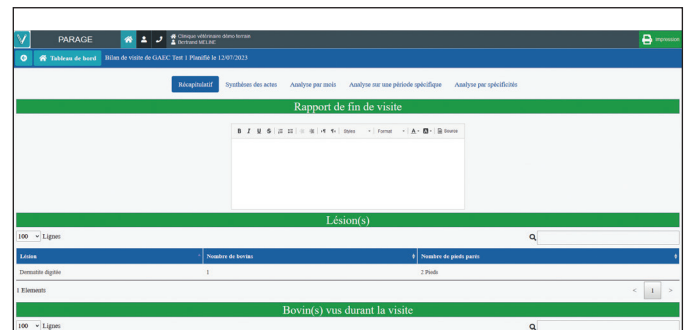 PARAGE
Clinique vétérinaire démo terrain
Bertrand MELINC
Impression
Tableau de bord
Bilan de visite de GAEC Test 1 Planifié le 12/07/2023
Récapitulatif Synthèses des actes Analyse par mois Analyse sur une période spécifique Analyse par spécificités
Rapport de fin de visite
B I U S Styles Format A Source
Lésion(s)
100 Lignes
Lésion Nombre de bovins Nombre de pieds parés
Dermatite digitée 1 2 Pieds
1 Elements < 1 >
Bovin(s) vus durant la visite
100 Lignes